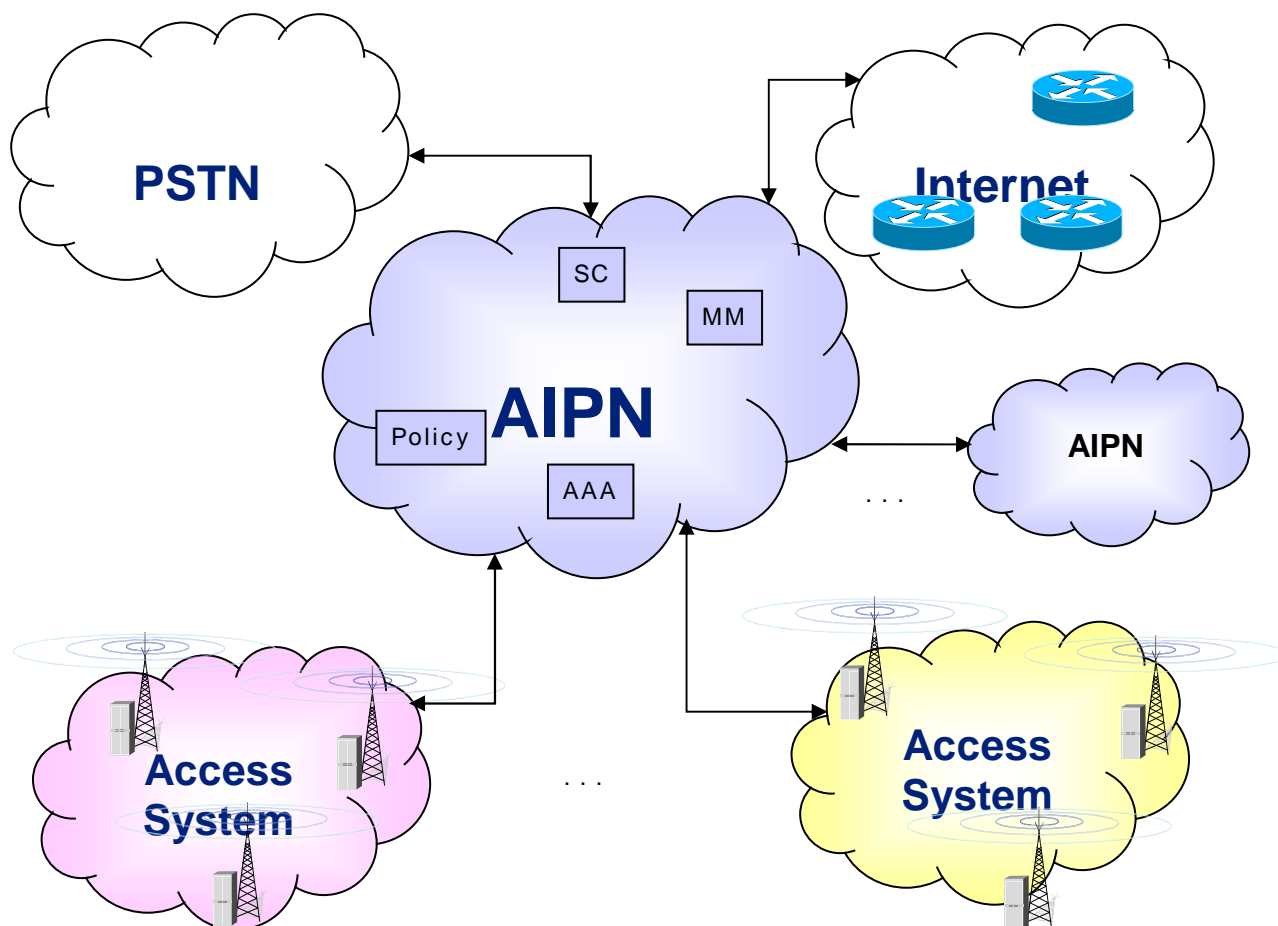 PSTN
Internet
SC
MM
AIPN
Policy
AAA
AIPN
. . .
Access
System
. . .
Access
System